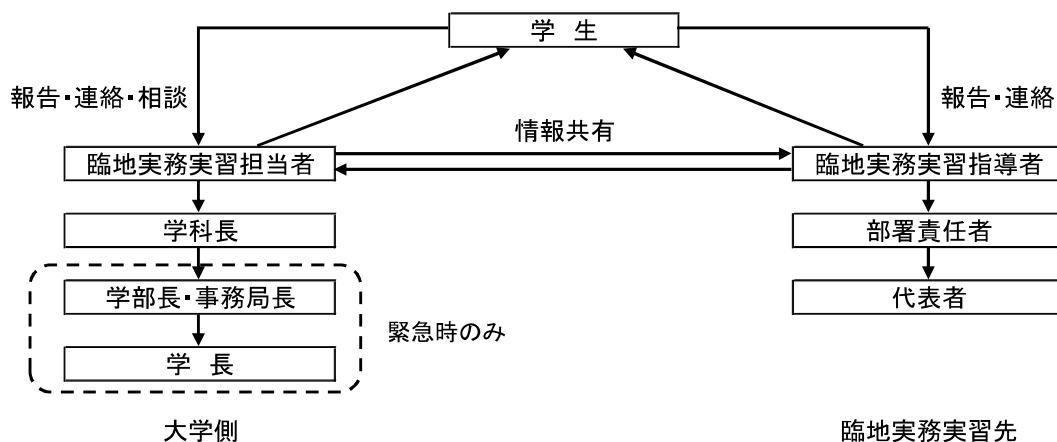 学 生
報告・連絡・相談
報告・連絡
情報共有
臨地実務実習担当者
臨地実務実習指導者
学科長
部署責任者
学部長・事務局長
代表者
緊急時のみ
学 長
大学側
臨地実務実習先